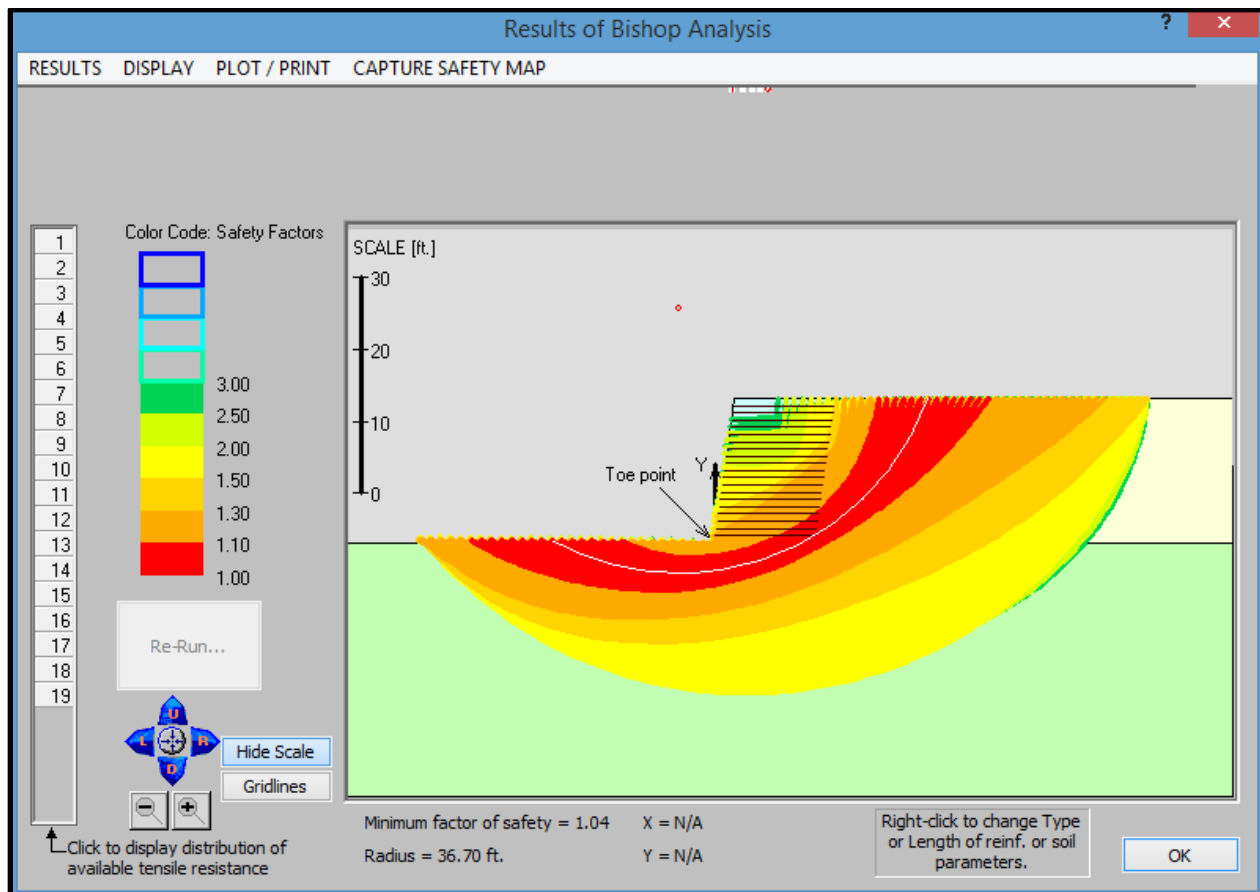 Results of Bishop Analysis
?
×
RESULTS DISPLAY PLOT / PRINT CAPTURE SAFETY MAP
1
2
3
4
5
6
7
8
9
10
11
12
13
14
15
16
17
18
19
Color Code: Safety Factors
3.00
2.50
2.00
1.50
1.30
1.10
1.00
Re-Run...
U
L
R
D
Hide Scale
Gridlines
Click to display distribution of
available tensile resistance
SCALE [ft.]
30
20
10
0
Y
Toe point
Minimum factor of safety = 1.04 X = N/A
Radius = 36.70 ft. Y = N/A
Right-click to change Type
or Length of reinf. or soil
parameters.
OK